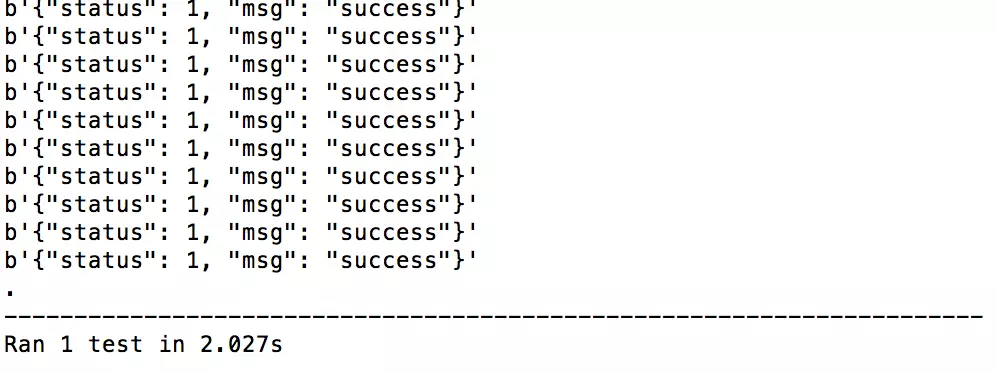 b'{"status": 1, "msg": "success"}'
b'{"status": 1, "msg": "success"}'
b'{"status": 1, "msg": "success"}'
b'{"status": 1, "msg": "success"}'
b'{"status": 1, "msg": "success"}'
b'{"status": 1, "msg": "success"}'
b'{"status": 1, "msg": "success"}'
b'{"status": 1, "msg": "success"}'
b'{"status": 1, "msg": "success"}'
b'{"status": 1, "msg": "success"}'
.
----------------------------------------------------------------------
Ran 1 test in 2.027s